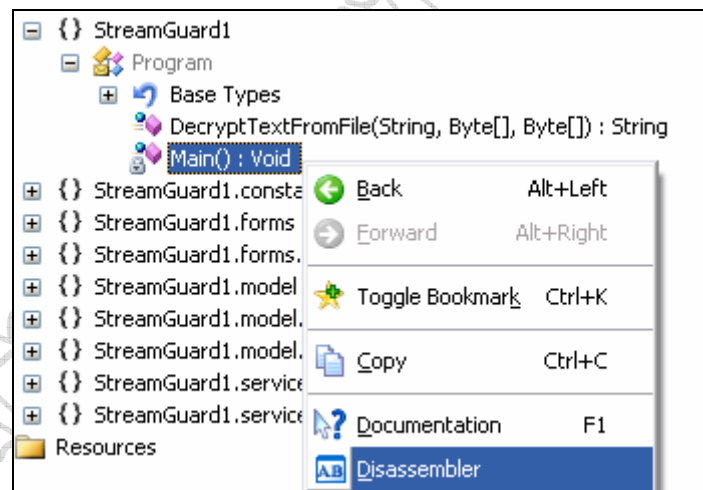 {} StreamGuard1
Program
Base Types
DecryptTextFromFile(String, Byte[], Byte[]) : String
Main() : Void
{} StreamGuard1.consta
{} StreamGuard1.forms
{} StreamGuard1.forms.
{} StreamGuard1.model
{} StreamGuard1.model.
{} StreamGuard1.model.
{} StreamGuard1.service
{} StreamGuard1.service
Resources
Back Alt+Left
Forward Alt+Right
Toggle Bookmark Ctrl+K
Copy Ctrl+C
Documentation F1
AB Disassembler